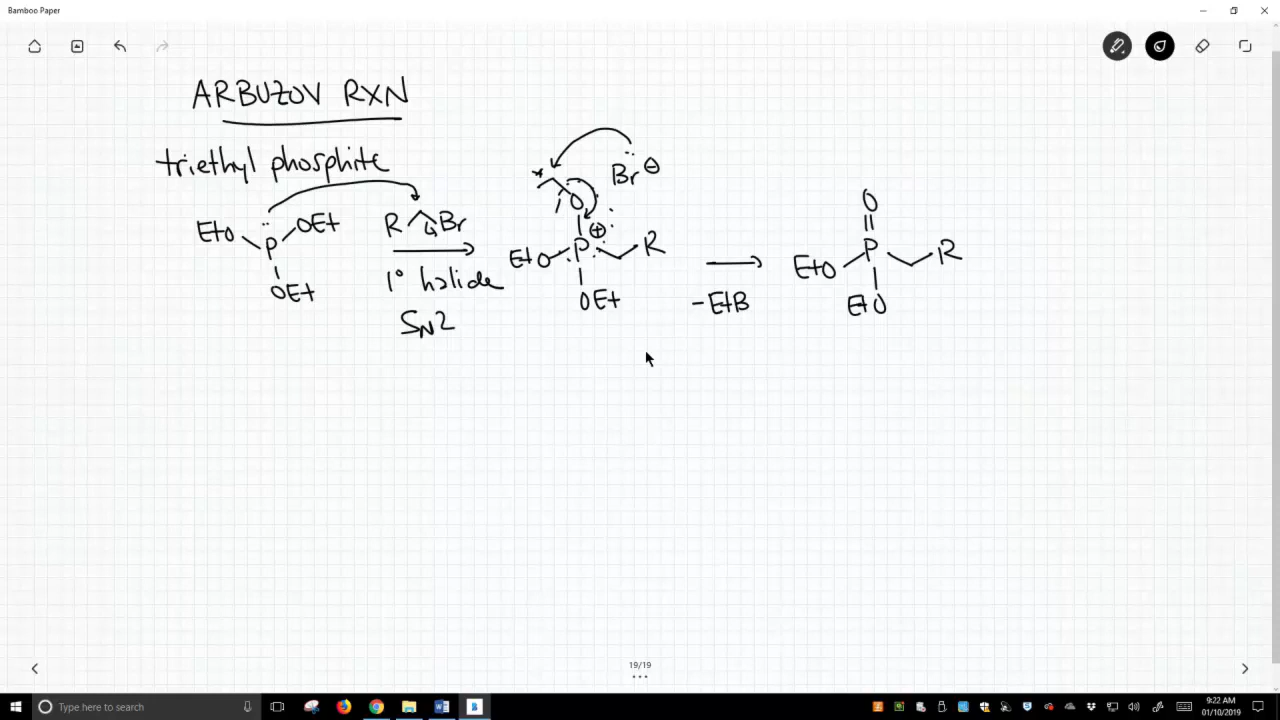 Bamboo Paper
ARBUZOV RXN
triethyl phosphite
EtO
P
OEt
OEt
R
Br
1° halide
SN2
Br ⊖
O
⊕
EtO
P
R
OEt
-EtB
O
EtO
P
R
EtO
19/19
Type here to search
9:22 AM
01/10/2019